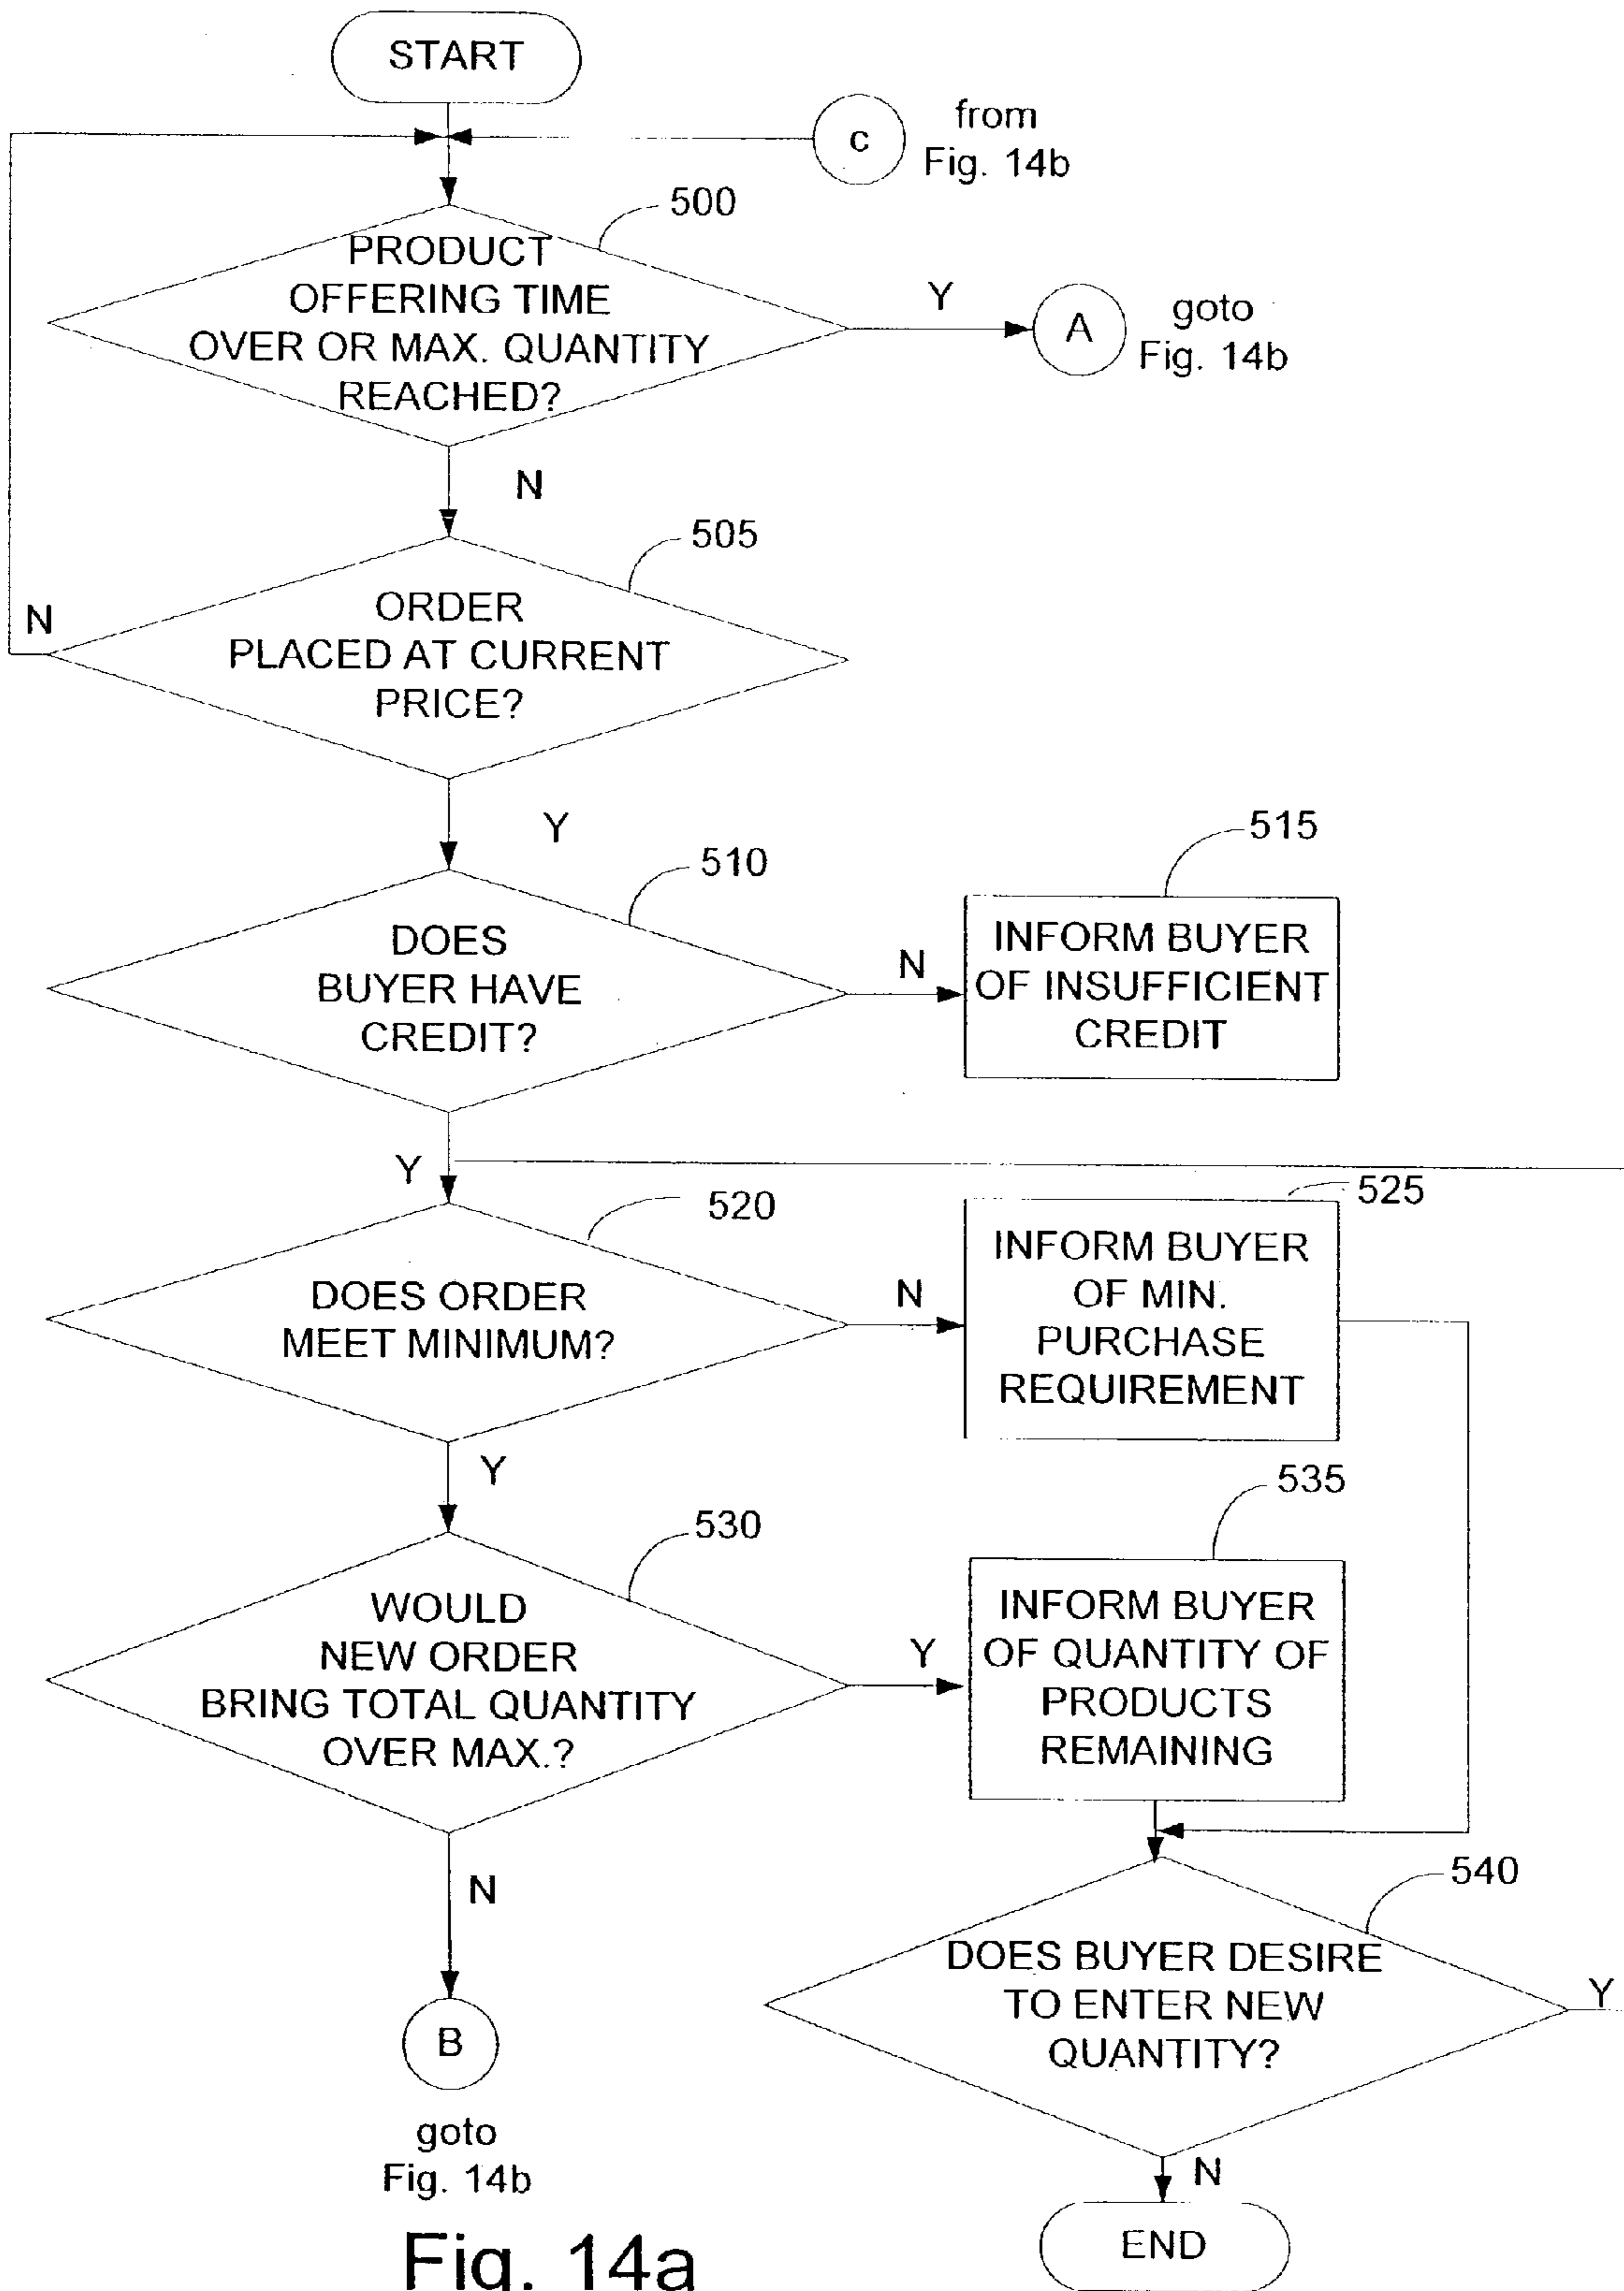 START
c
from
Fig. 14b
500
PRODUCT
OFFERING TIME
OVER OR MAX. QUANTITY
REACHED?
Y
A
goto
Fig. 14b
N
505
ORDER
PLACED AT CURRENT
PRICE?
N
Y
510
DOES
BUYER HAVE
CREDIT?
N
515
INFORM BUYER
OF INSUFFICIENT
CREDIT
Y
520
DOES ORDER
MEET MINIMUM?
N
525
INFORM BUYER
OF MIN.
PURCHASE
REQUIREMENT
Y
530
WOULD
NEW ORDER
BRING TOTAL QUANTITY
OVER MAX.?
Y
535
INFORM BUYER
OF QUANTITY OF
PRODUCTS
REMAINING
N
B
goto
Fig. 14b
540
DOES BUYER DESIRE
TO ENTER NEW
QUANTITY?
Y
N
END
Fig. 14a